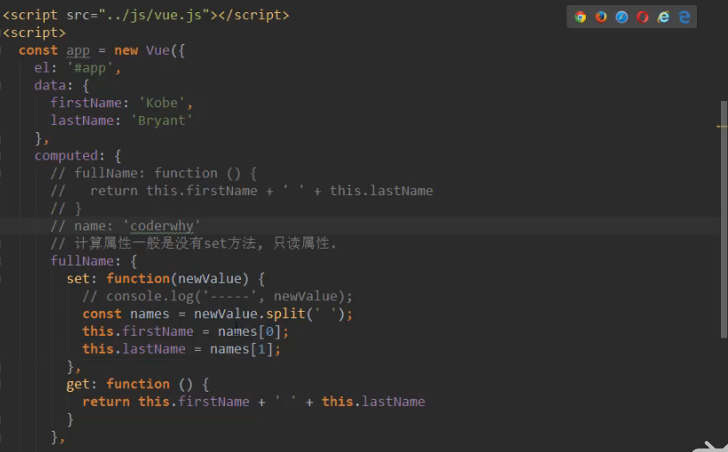 <script src="../js/vue.js"></script>
<script>
const app = new Vue({
el: '#app',
data: {
firstName: 'Kobe',
lastName: 'Bryant'
},
computed: {
// fullName: function () {
//   return this.firstName + ' ' + this.lastName
// }
// name: 'coderwhy'
// 计算属性一般是没有set方法, 只读属性.
fullName: {
set: function(newValue) {
// console.log('-----', newValue);
const names = newValue.split(' ');
this.firstName = names[0];
this.lastName = names[1];
},
get: function () {
return this.firstName + ' ' + this.lastName
}
},